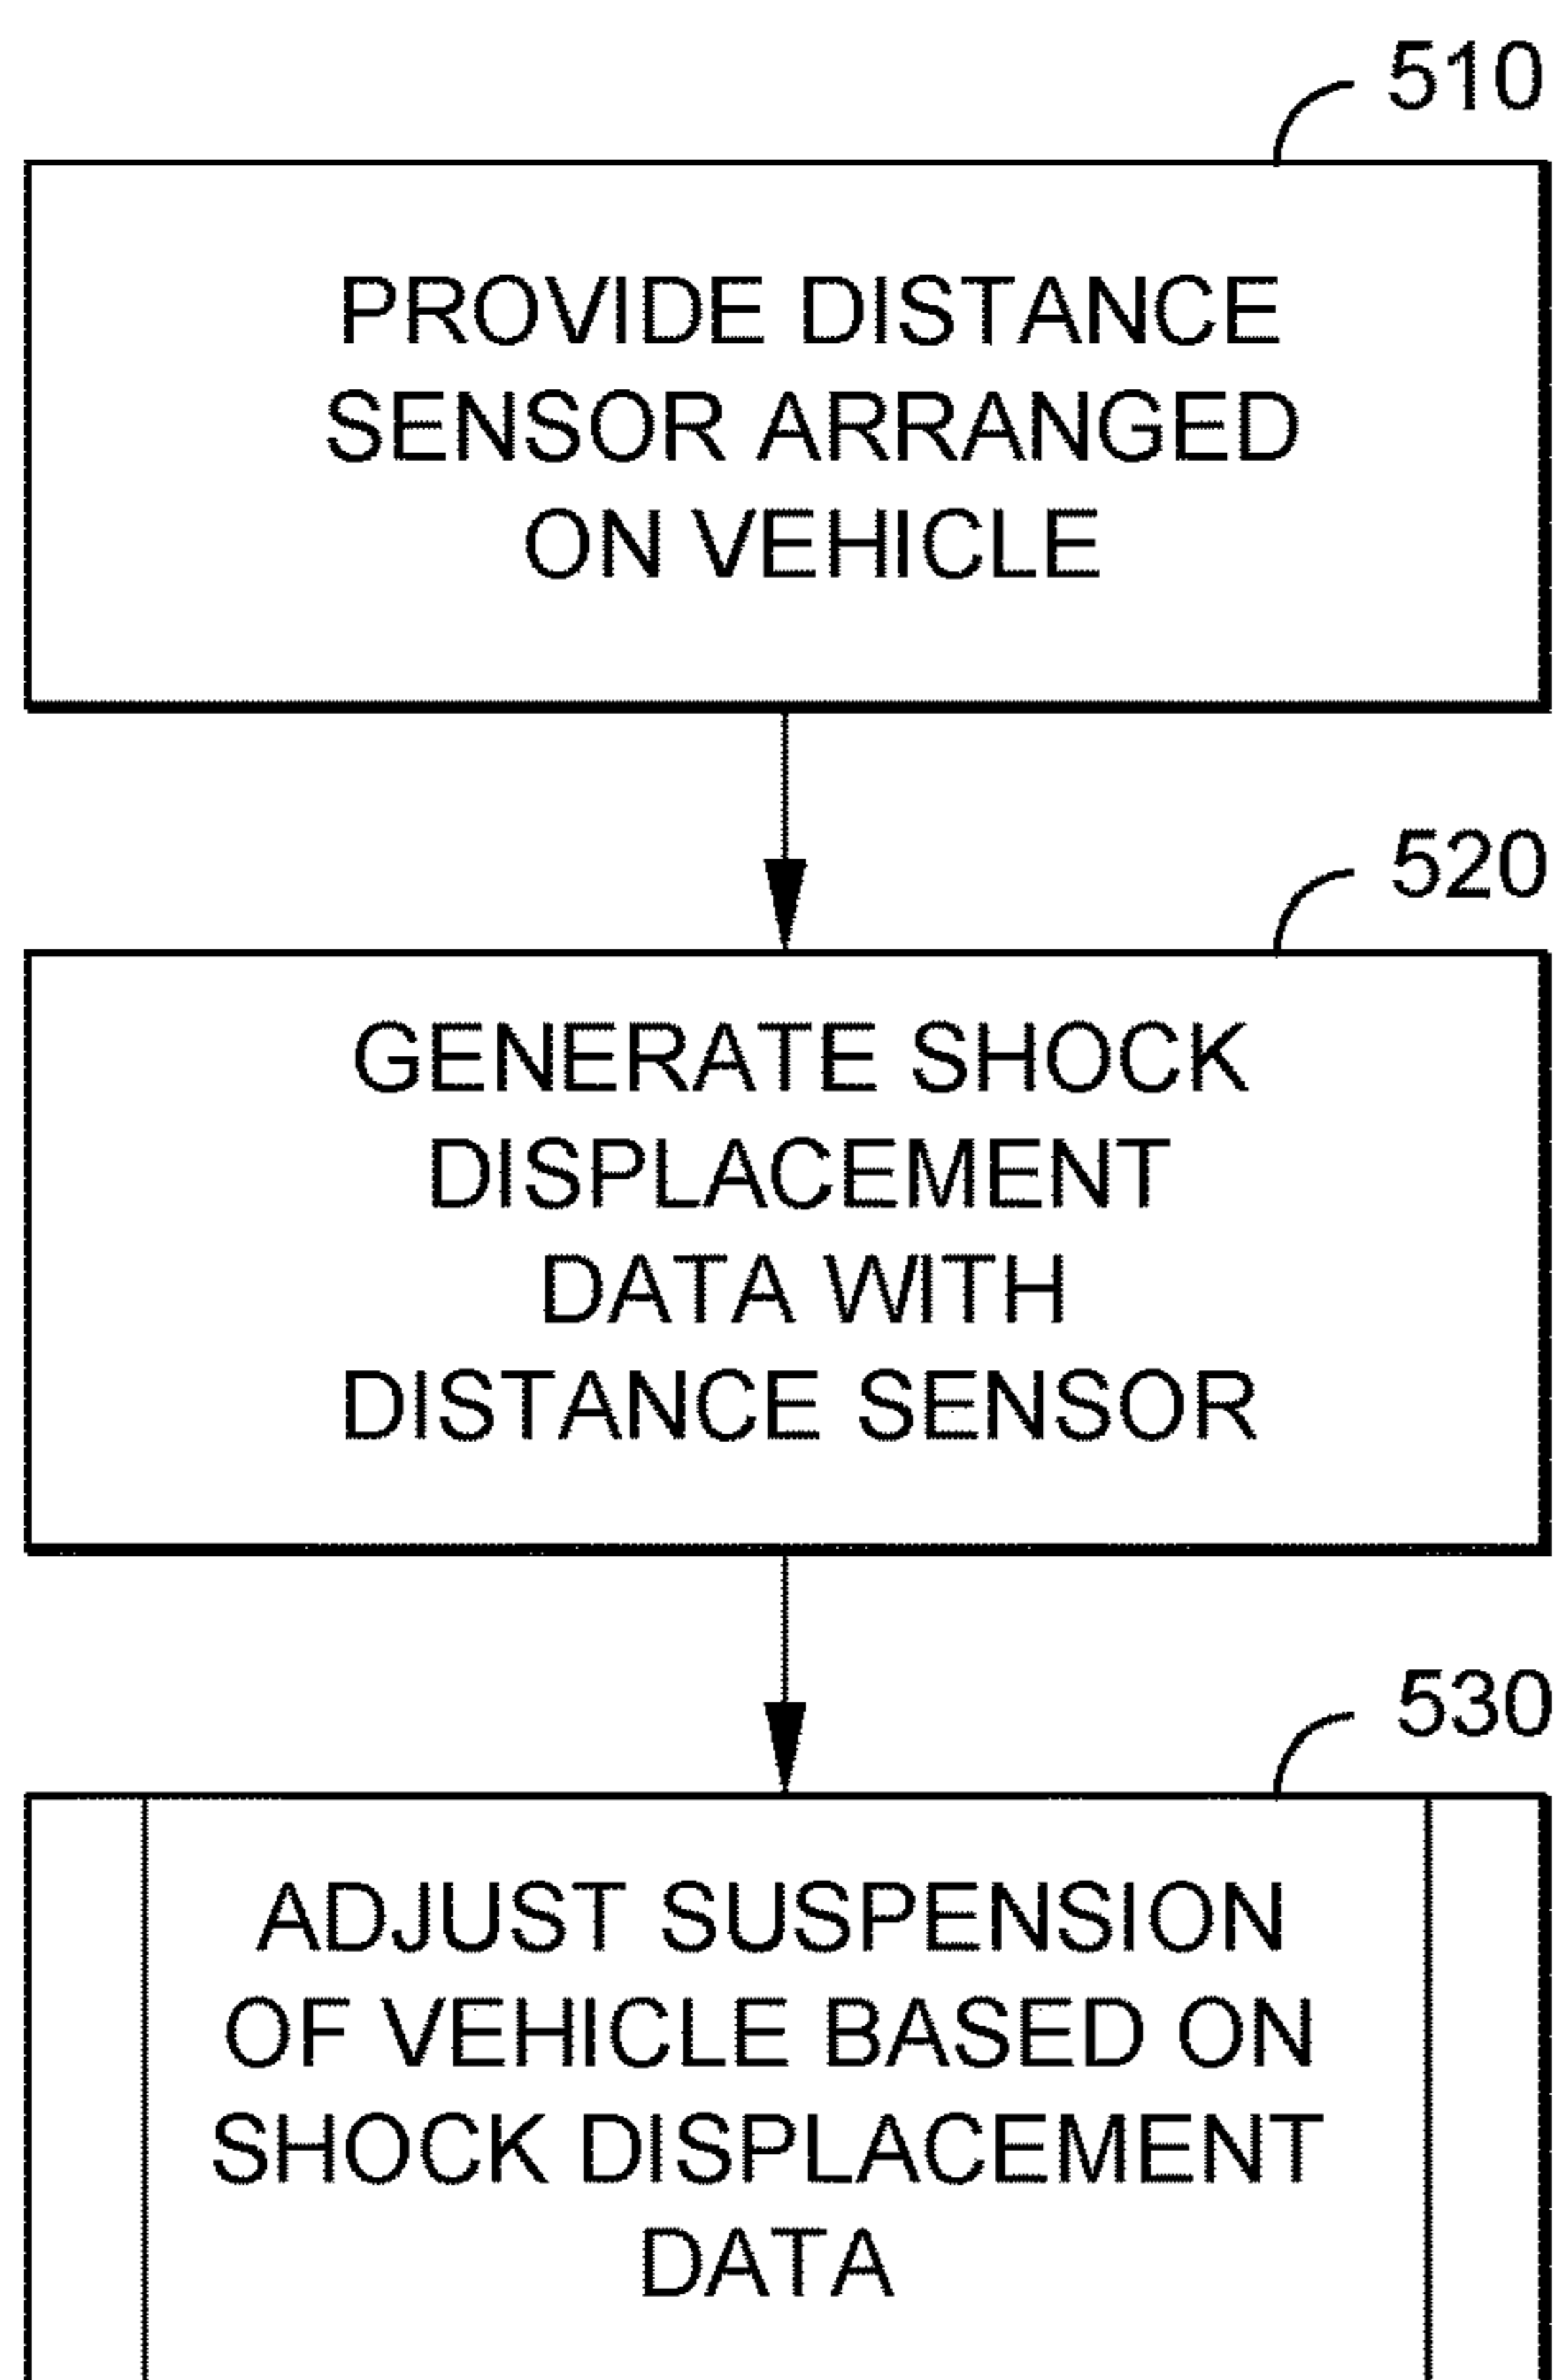 510
PROVIDE DISTANCE
SENSOR ARRANGED
ON VEHICLE
520
GENERATE SHOCK
DISPLACEMENT
DATA WITH
DISTANCE SENSOR
530
ADJUST SUSPENSION
OF VEHICLE BASED ON
SHOCK DISPLACEMENT
DATA